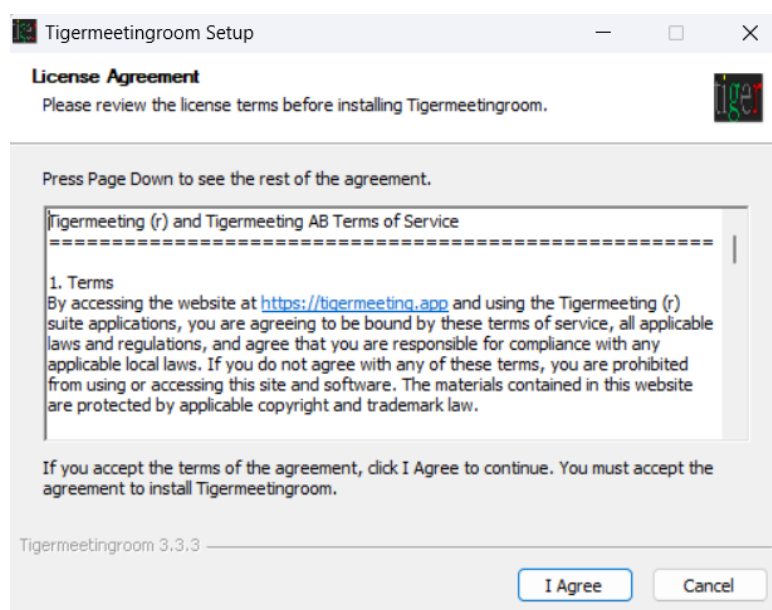 Tigermeetingroom Setup
License Agreement
Please review the license terms before installing Tigermeetingroom.
tiger
Press Page Down to see the rest of the agreement.
Tigermeeting (r) and Tigermeeting AB Terms of Service
=====================================================
1. Terms
By accessing the website at https://tigermeeting.app and using the Tigermeeting (r)
suite applications, you are agreeing to be bound by these terms of service, all applicable
laws and regulations, and agree that you are responsible for compliance with any
applicable local laws. If you do not agree with any of these terms, you are prohibited
from using or accessing this site and software. The materials contained in this website
are protected by applicable copyright and trademark law.
If you accept the terms of the agreement, click I Agree to continue. You must accept the
agreement to install Tigermeetingroom.
Tigermeetingroom 3.3.3
I Agree
Cancel